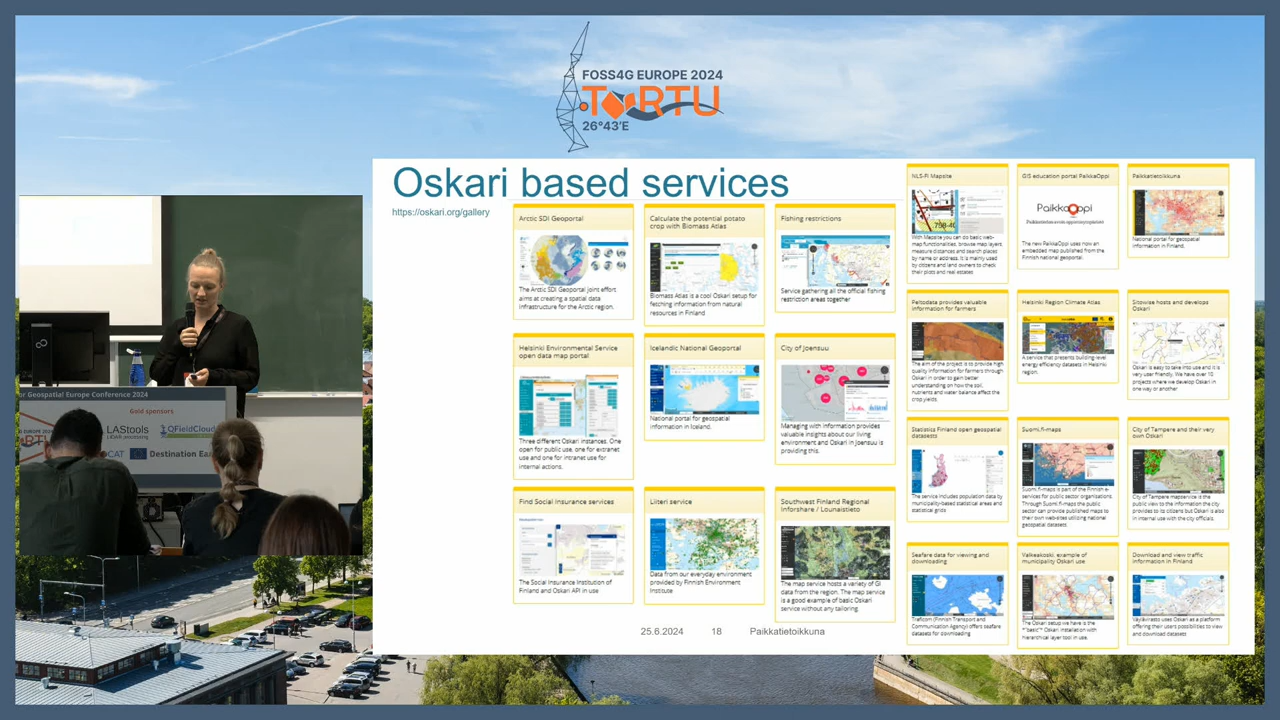 FOSS4G EUROPE 2024
TARTU
26°43'E
Oskari based services
https://oskari.org/gallery
Arctic SDI Geoportal
The Arctic SDI Geoportal joint effort
aims at creating a spatial data
infrastructure for the Arctic region.
Calculate the potential potato
crop with Biomass Atlas
Biomass Atlas is a cool Oskari setup for
fetching information from natural
resources in Finland
Fishing restrictions
Service gathering all the official fishing
restriction areas together
Helsinki Environmental Service
open data map portal
Three different Oskari instances. One
open for public use, one for extranet
use and one for intranet use for
internal actions.
Icelandic National Geoportal
National portal for geospatial
information in Iceland.
City of Joensuu
Managing with information provides
valuable insights about our living
environment and Oskari in Joensuu is
providing this.
Find Social Insurance services
The Social Insurance Institution of
Finland and Oskari API in use
Liiteri service
Data from our everyday environment
provided by Finnish Environment
Institute
Southwest Finland Regional
Inforshare / Lounaistieto
The map service hosts a variety of GI
data from the region. The map service
is a good example of basic Oskari
service without any tailoring.
NLS-FI Mapsite
With Mapsite you can do basic web-
map functionalities, browse map layers,
measure distances and search places
by name or address. It is mainly used
by citizens and land owners to check
their plots and real estates
GIS education portal PaikkaOppi
PaikkaOppi
The new PaikkaOppi uses now an
embedded map published from the
Finnish national geoportal.
Paikkatietoikkuna
National portal for geospatial
information in Finland.
Peltodata provides valuable
information for farmers
The aim of the project is to provide high
quality information for farmers through
Oskari in order to gain better
understanding on how the soil,
nutrients and water balance affect the
crop yields.
Helsinki Region Climate Atlas
A service that presents building-level
energy efficiency datasets in Helsinki
region.
Sitowise hosts and develops
Oskari
Oskari is easy to take into use and it is
very user friendly. We have over 10
projects where we develop Oskari in
one way or another
Statistics Finland open geospatial
datasets
The service includes population data by
municipality-based statistical areas and
statistical grids
Suomi.fi-maps
Suomi.fi-maps is part of the Finnish e-
services for public sector organisations.
Through Suomi.fi-maps the public
sector can provide published maps to
their own websites utilizing national
geospatial datasets
City of Tampere and their very
own Oskari
City of Tampere mapservice is the
public view to the information the city
provides to its citizens but Oskari is also
in internal use with the city officials.
Seafare data for viewing and
downloading
Traficom (Finnish Transport and
Communication Agency) offers seafare
datasets for downloading
Valkeakoski, example of
municipality Oskari use
The Oskari setup we have is the
"basic" Oskari installation with
hierarchical layer tool in use.
Download and view traffic
information in Finland
Väylävirasto uses Oskari as a platform
offering their users possibilities to view
and download datasets
25.6.2024 18 Paikkatietoikkuna
or Geospatial Europe Conference 2024
Gold sponsors
LAStools
QFieldCloud
Destination Ea